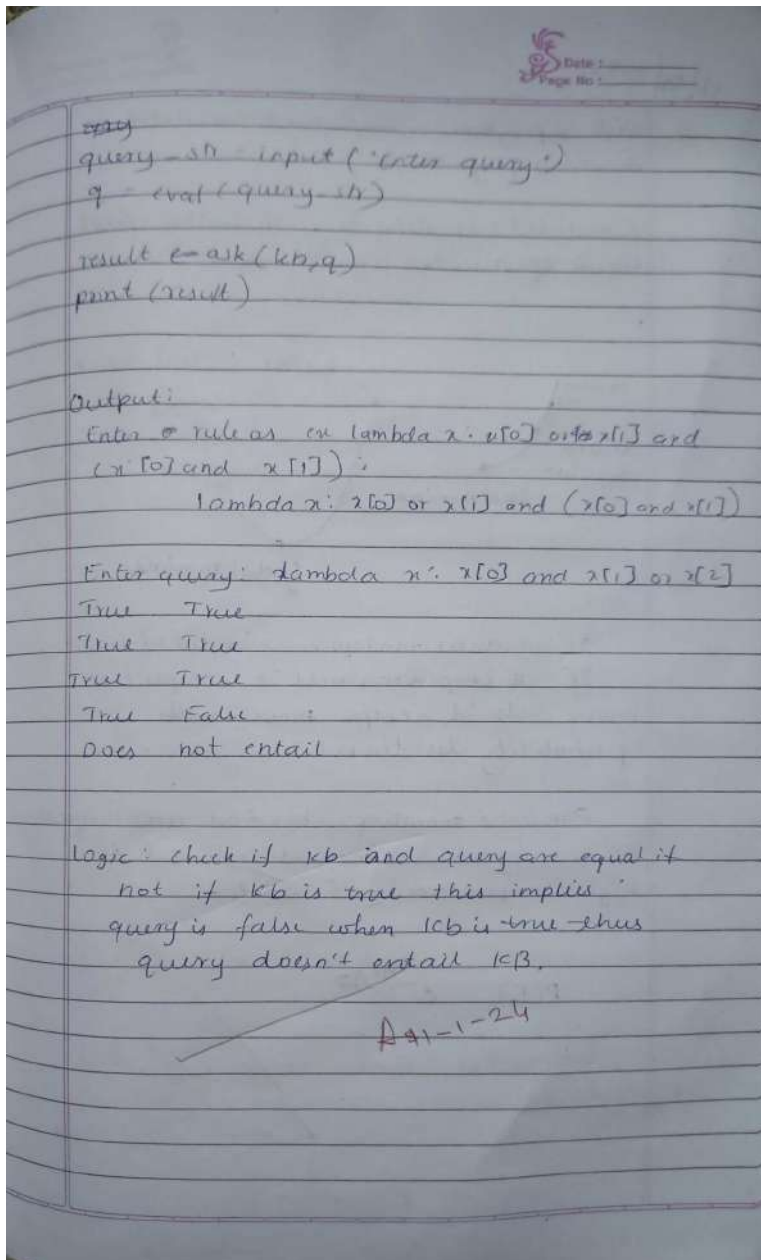 Date :
Page No :
query_str = input('enter query:')
q = eval(query_str)
result = ask(kb,q)
print(result)
Output:
Enter rule as ex lambda x: x[0] or x[1] and
(x[0] and x[1]):
lambda x: x[0] or x[1] and (x[0] and x[1])
Enter query: lambda x: x[0] and x[1] or x[2]
True True
True True
True True
True False
Does not entail
Logic: check if kb and query are equal if
not if kb is true this implies
query is false when kb is true thus
query doesn't entail KB.